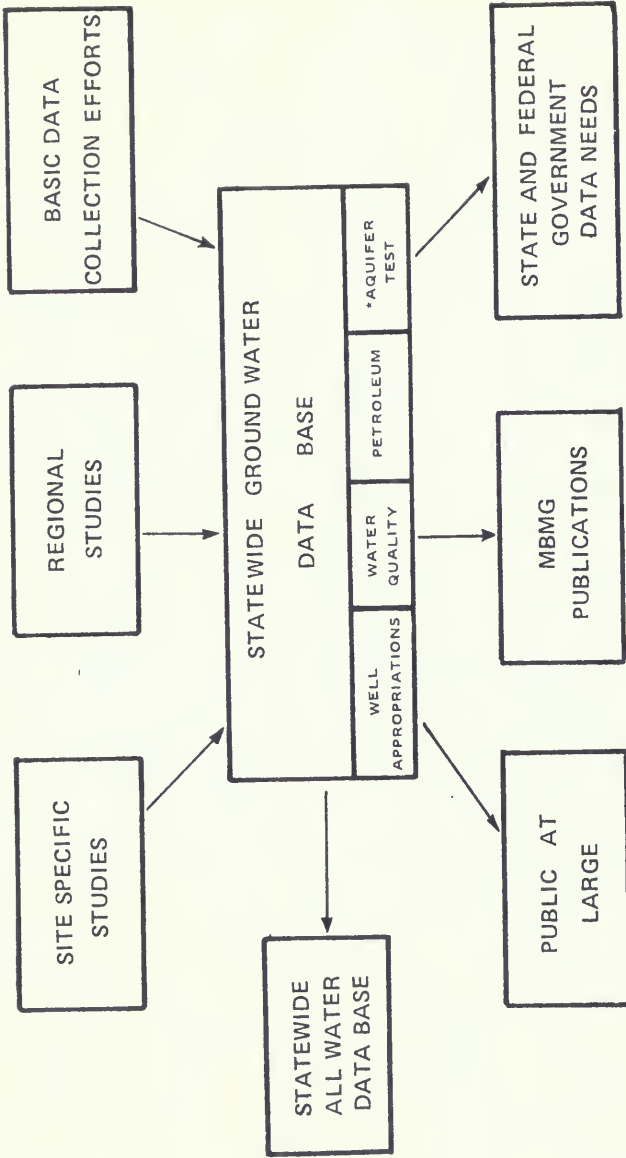 SITE SPECIFIC
STUDIES
REGIONAL
STUDIES
BASIC DATA
COLLECTION EFFORTS
STATEWIDE GROUND WATER
DATA BASE
WELL
APPROPRIATIONS
WATER
QUALITY
PETROLEUM
*AQUIFER
TEST
STATEWIDE
ALL WATER
DATA BASE
PUBLIC AT
LARGE
MBMG
PUBLICATIONS
STATE AND FEDERAL
GOVERNMENT
DATA NEEDS